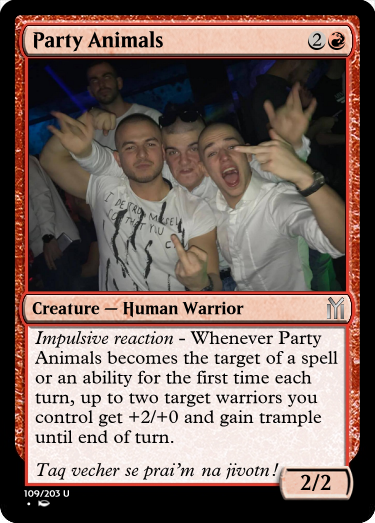 Party Animals 2
Creature — Human Warrior
Impulsive reaction - Whenever Party
Animals becomes the target of a spell
or an ability for the first time each
turn, up to two target warriors you
control get +2/+0 and gain trample
until end of turn.
Taq vecher se prai'm na jivotn!
2/2
109/203 U